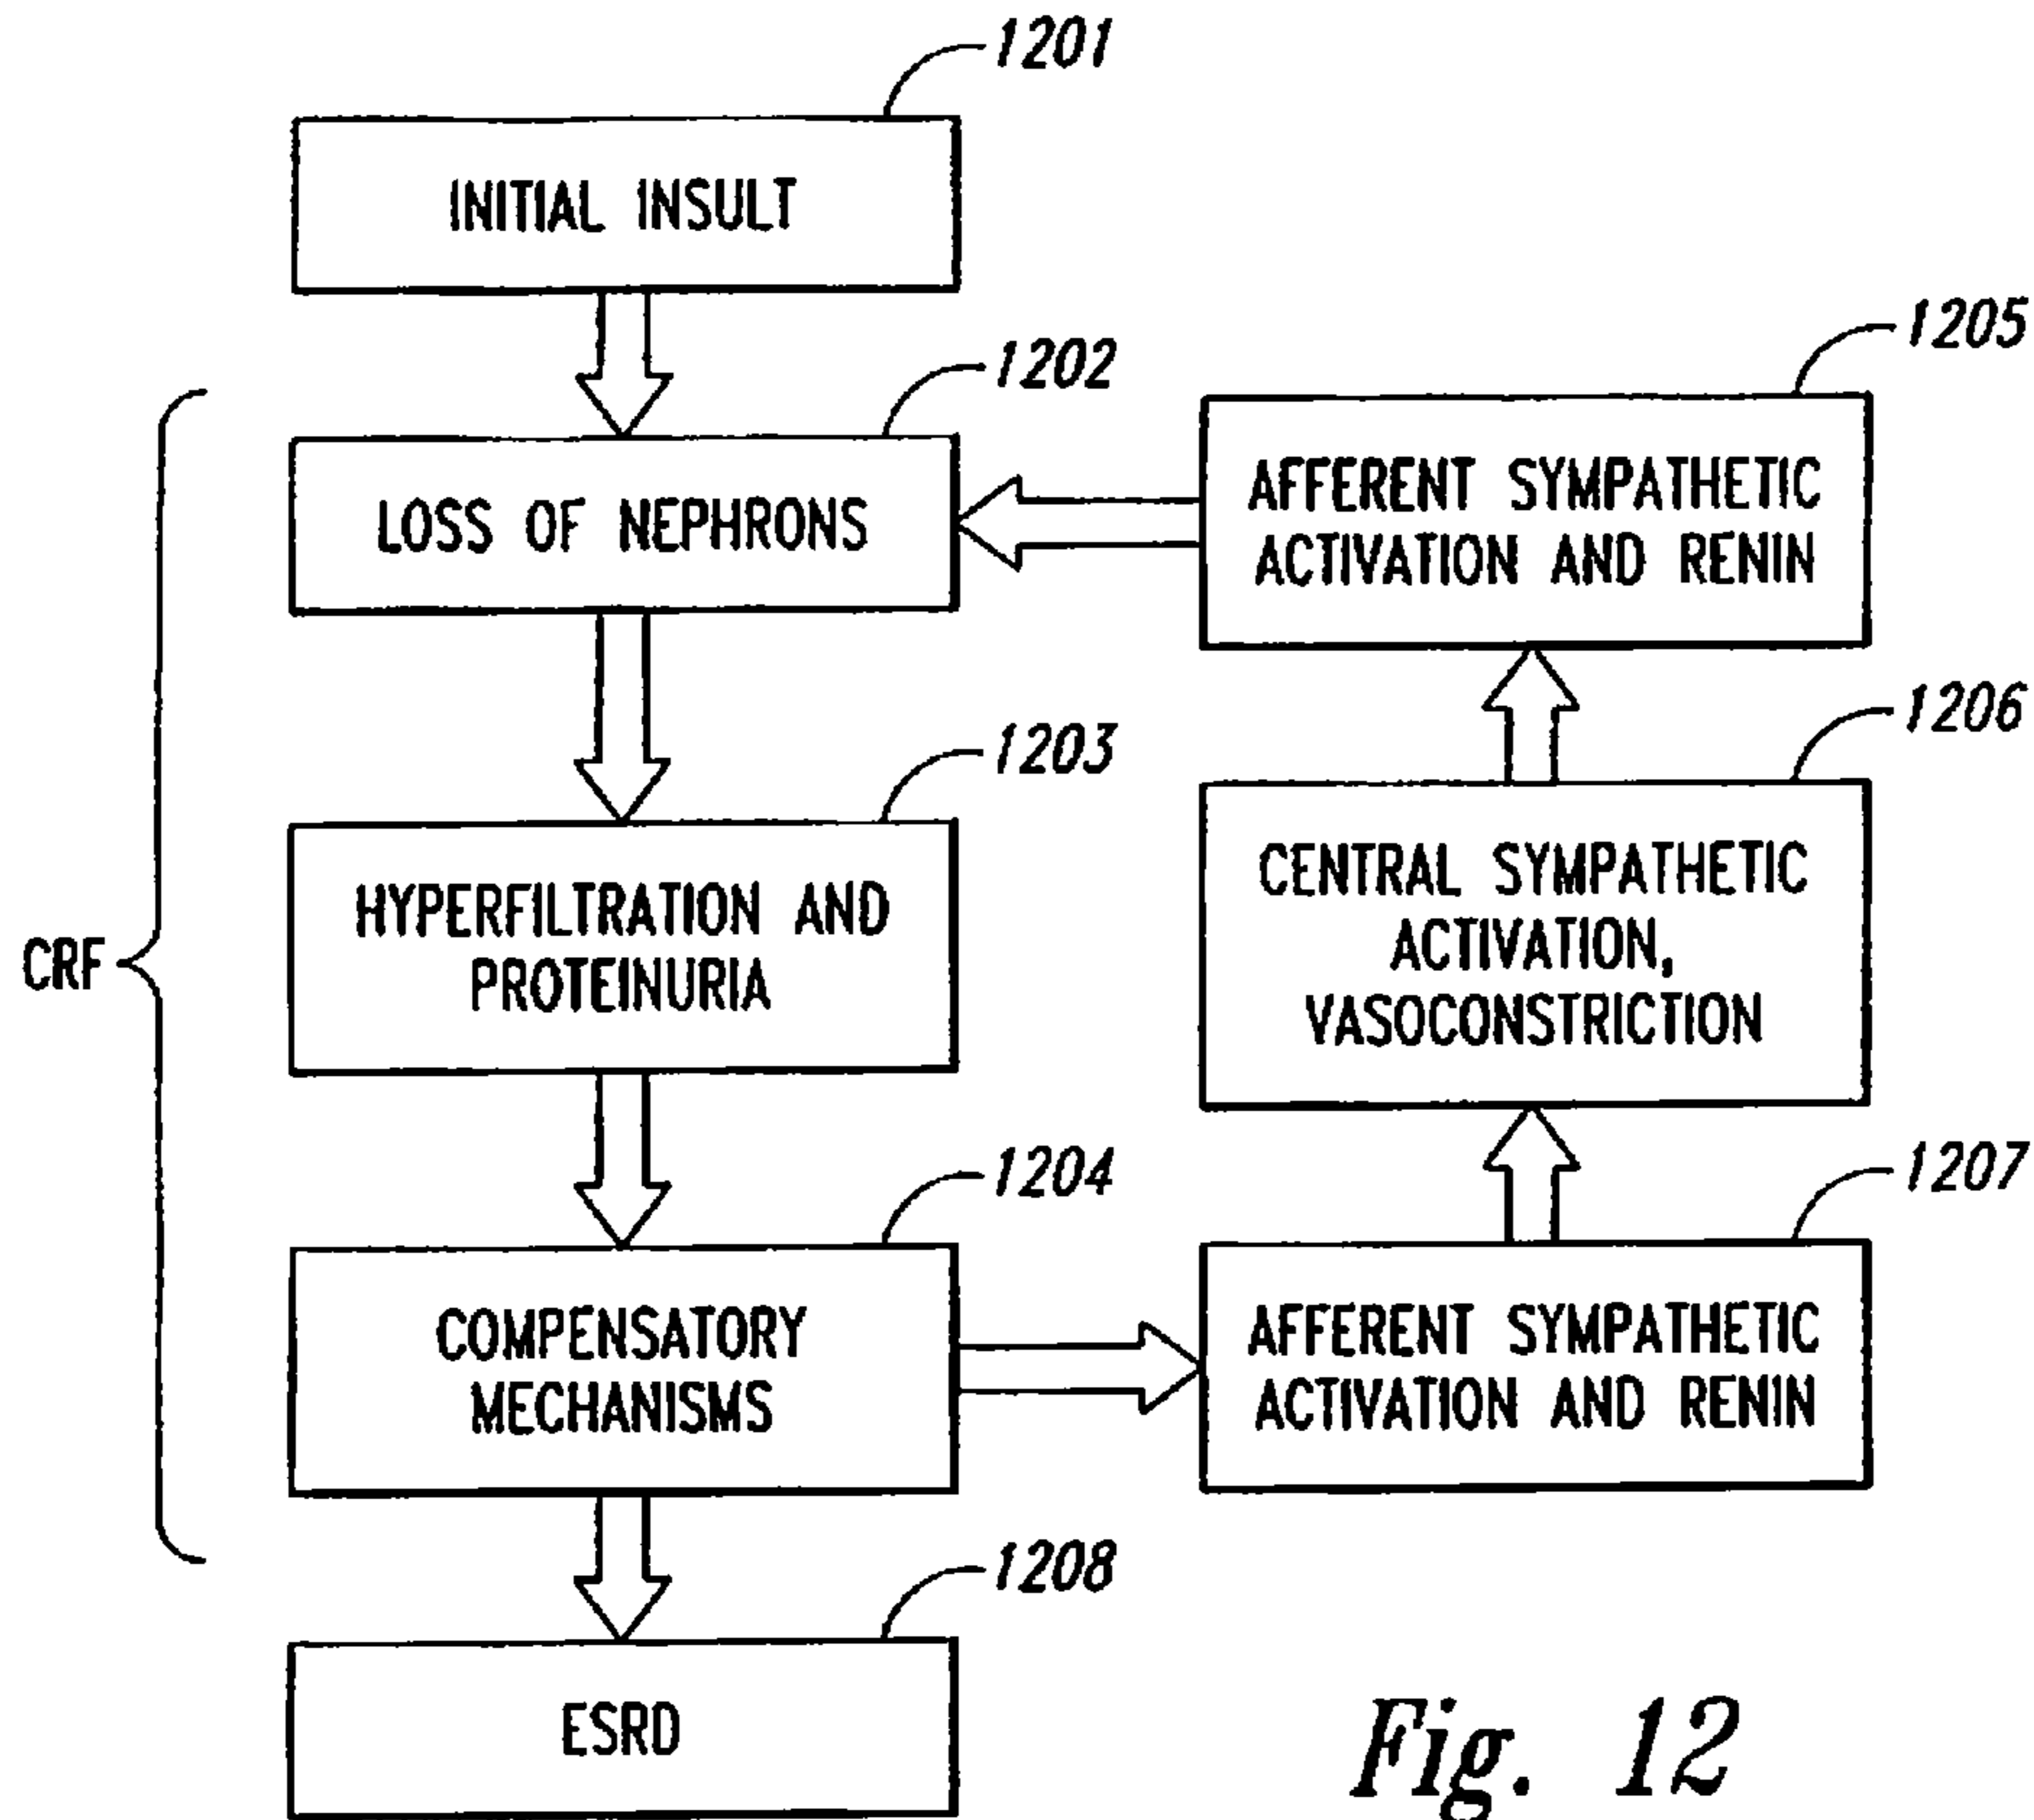 1201
INITIAL INSULT
1202
LOSS OF NEPHRONS
1203
HYPERFILTRATION AND
PROTEINURIA
CRF
1204
COMPENSATORY
MECHANISMS
1208
ESRD
1205
AFFERENT SYMPATHETIC
ACTIVATION AND RENIN
1206
CENTRAL SYMPATHETIC
ACTIVATION,
VASOCONSTRICTION
1207
AFFERENT SYMPATHETIC
ACTIVATION AND RENIN
Fig. 12